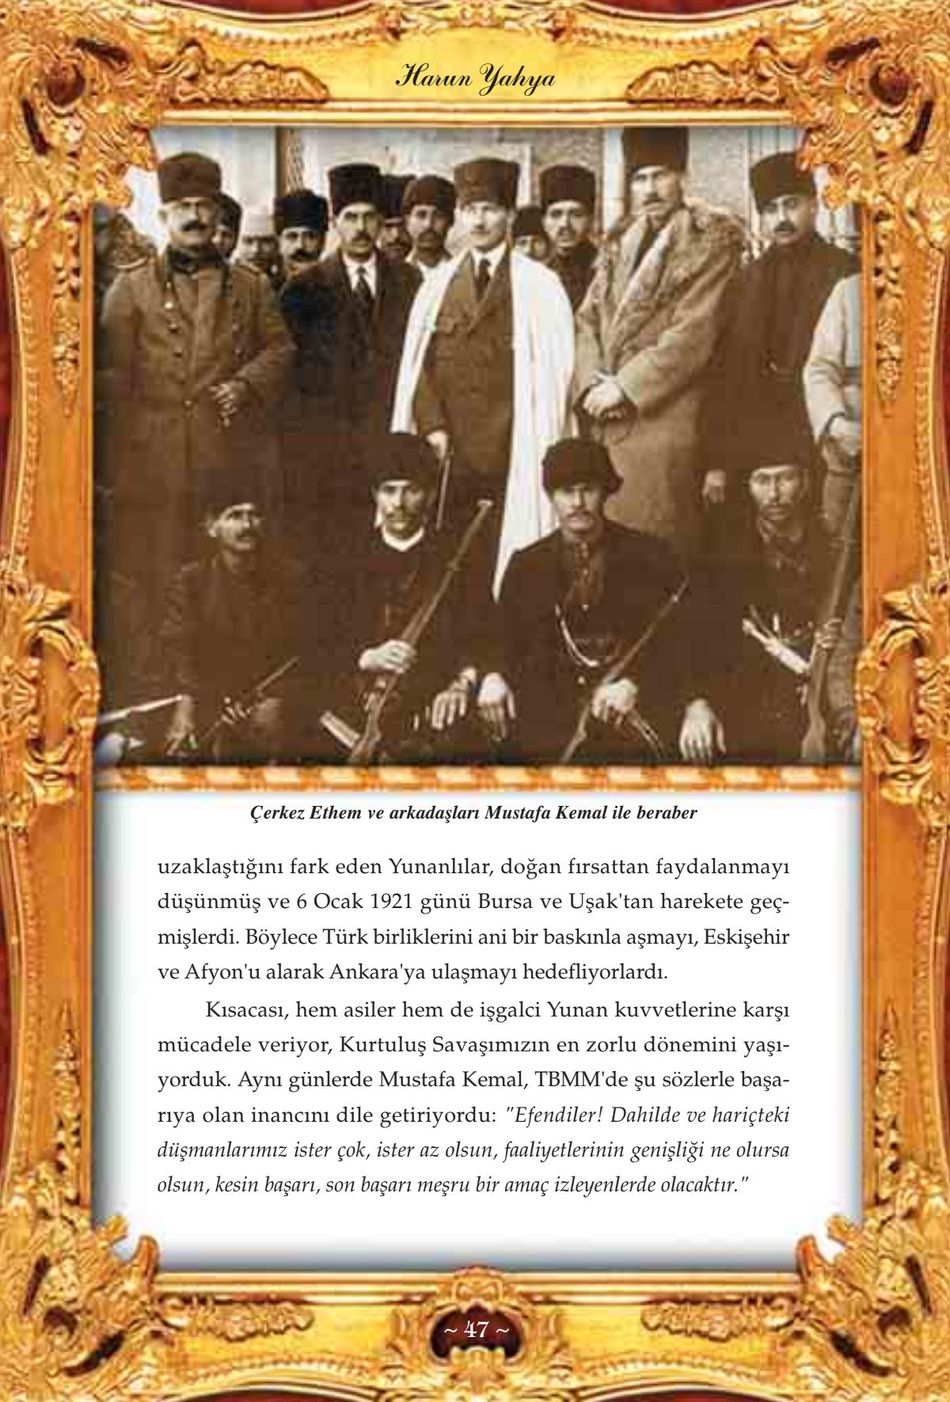 Harun Yahya
Çerkez Ethem ve arkadaşları Mustafa Kemal ile beraber
uzaklaştığını fark eden Yunanlılar, doğan fırsattan faydalanmayı
düşünmüş ve 6 Ocak 1921 günü Bursa ve Uşak'tan harekete geç-
mişlerdi. Böylece Türk birliklerini ani bir baskınla aşmayı, Eskişehir
ve Afyon'u alarak Ankara'ya ulaşmayı hedefliyorlardı.
Kısacası, hem asiler hem de işgalci Yunan kuvvetlerine karşı
mücadele veriyor, Kurtuluş Savaşımızın en zorlu dönemini yaşı-
yorduk. Aynı günlerde Mustafa Kemal, TBMM'de şu sözlerle başa-
rıya olan inancını dile getiriyordu: "Efendiler! Dahilde ve hariçteki
düşmanlarımız ister çok, ister az olsun, faaliyetlerinin genişliği ne olursa
olsun, kesin başarı, son başarı meşru bir amaç izleyenlerde olacaktır."
~ 47 ~